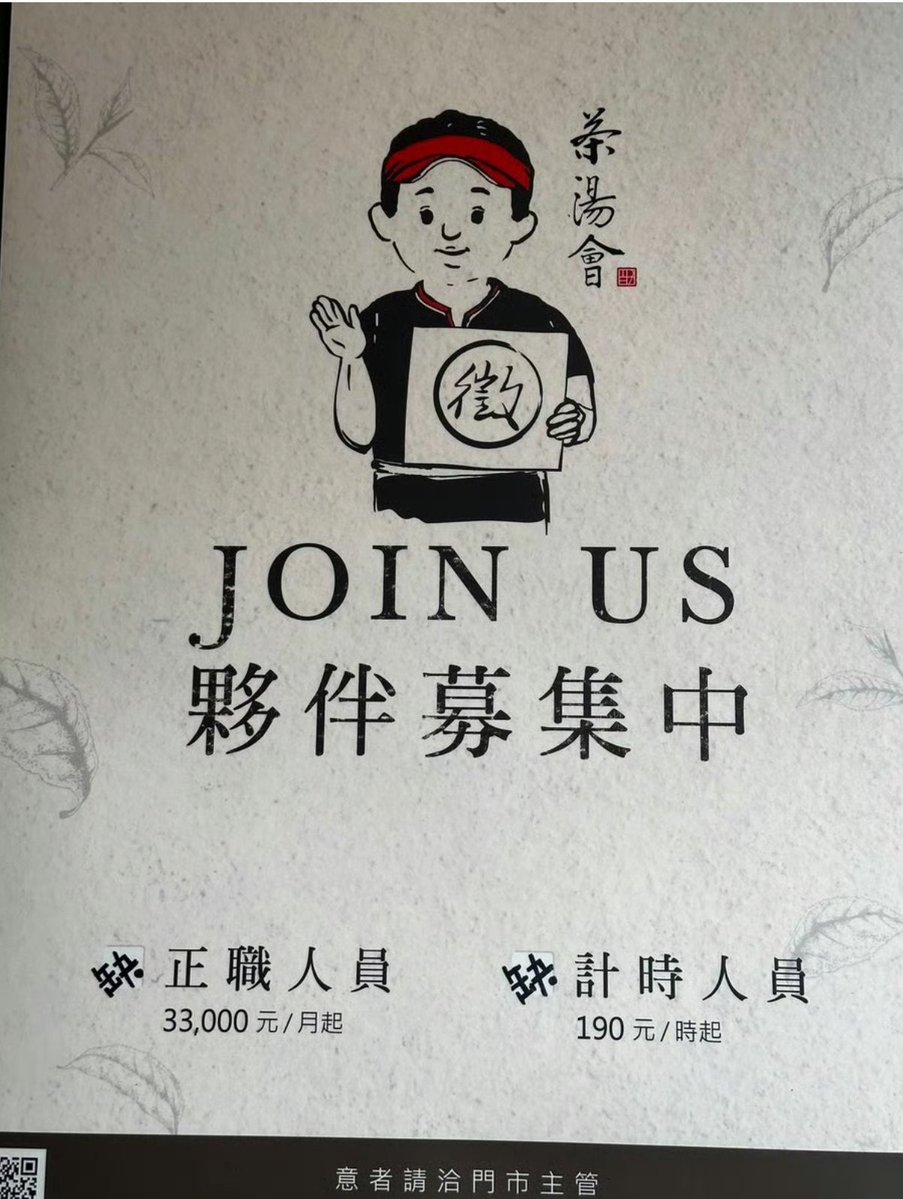 茶湯會
徵
JOIN US
夥伴募集中
缺 正職人員
33,000 元/月起
缺 計時人員
190 元/時起
意者請洽門市主管